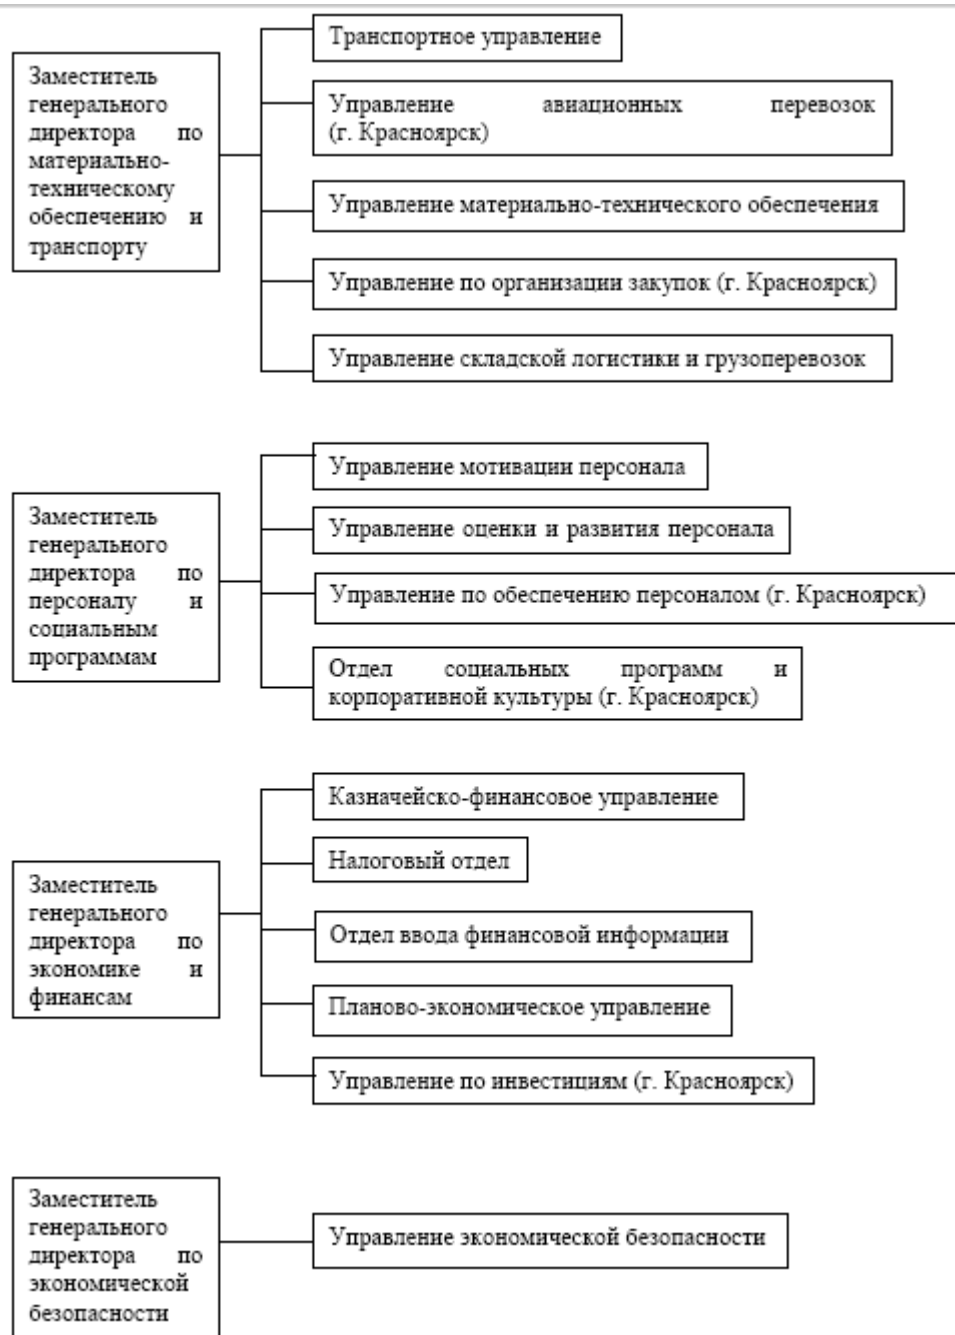 Заместитель
генерального
директора по
материально-
техническому
обеспечению и
транспорту
Транспортное управление
Управление авиационных перевозок
(г. Красноярск)
Управление материально-технического обеспечения
Управление по организации закупок (г. Красноярск)
Управление складской логистики и грузоперевозок
Заместитель
генерального
директора по
персоналу и
социальным
программам
Управление мотивации персонала
Управление оценки и развития персонала
Управление по обеспечению персоналом (г. Красноярск)
Отдел социальных программ и
корпоративной культуры (г. Красноярск)
Заместитель
генерального
директора по
экономике и
финансам
Казначейско-финансовое управление
Налоговый отдел
Отдел ввода финансовой информации
Планово-экономическое управление
Управление по инвестициям (г. Красноярск)
Заместитель
генерального
директора по
экономической
безопасности
Управление экономической безопасности